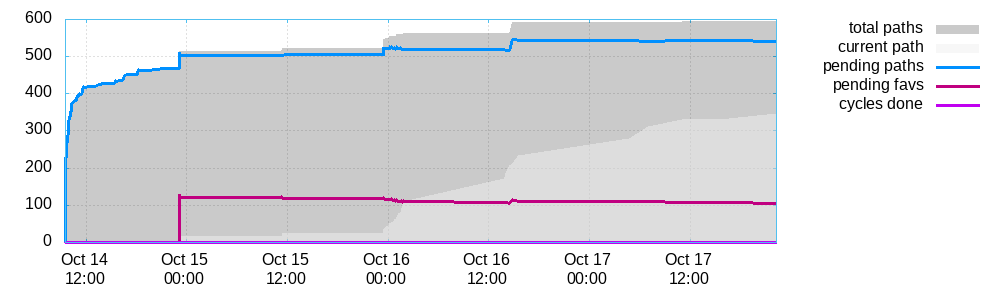 600
500
400
300
200
100
0
Oct 14 Oct 15 Oct 15 Oct 16 Oct 16 Oct 17 Oct 17
12:00 00:00 12:00 00:00 12:00 00:00 12:00
total paths
current path
pending paths
pending favs
cycles done